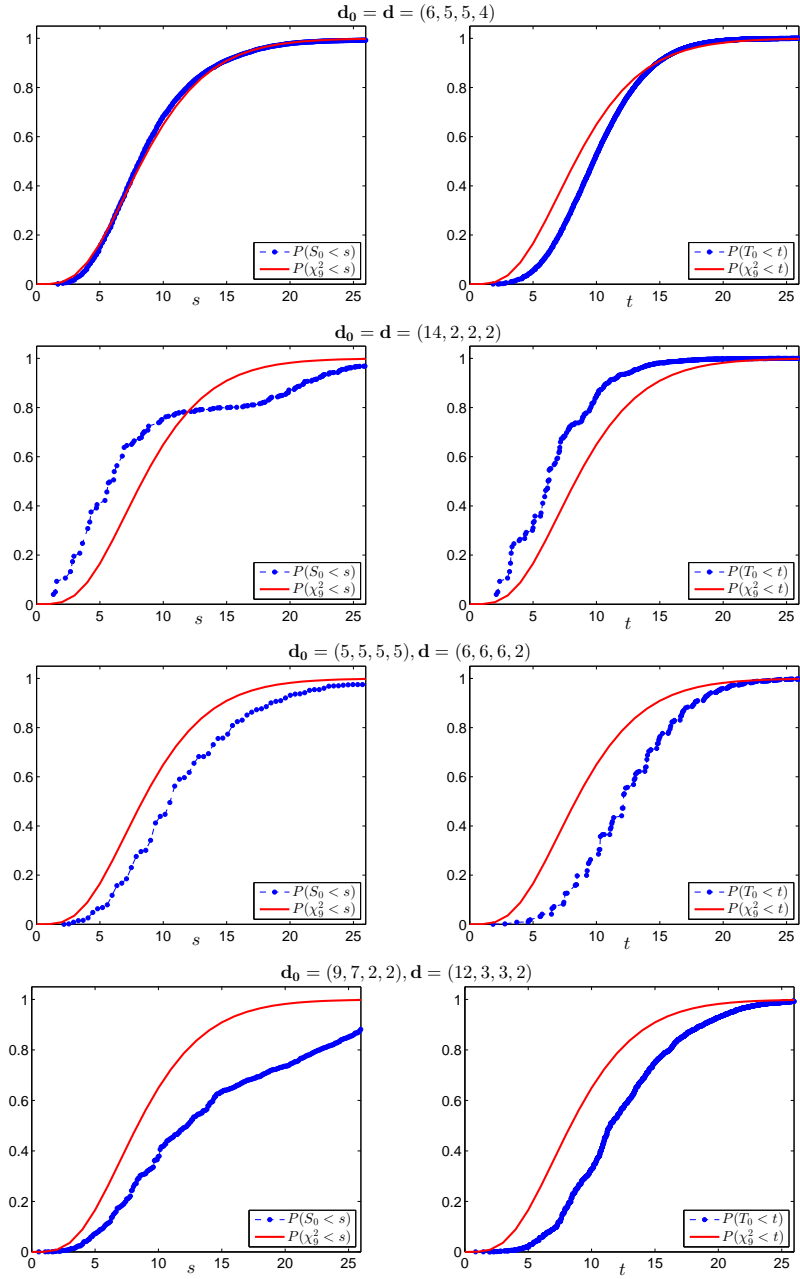 d₀ = d = (6, 5, 5, 4)
1
0.8
0.6
0.4
0.2
0
0 5 10 15 20 25
s
P(S₀ < s)
P(χ²₉ < s)
1
0.8
0.6
0.4
0.2
0
0 5 10 15 20 25
t
P(T₀ < t)
P(χ²₉ < t)
d₀ = d = (14, 2, 2, 2)
1
0.8
0.6
0.4
0.2
0
0 5 10 15 20 25
s
P(S₀ < s)
P(χ²₉ < s)
1
0.8
0.6
0.4
0.2
0
0 5 10 15 20 25
t
P(T₀ < t)
P(χ²₉ < t)
d₀ = (5, 5, 5, 5), d = (6, 6, 6, 2)
1
0.8
0.6
0.4
0.2
0
0 5 10 15 20 25
s
P(S₀ < s)
P(χ²₉ < s)
1
0.8
0.6
0.4
0.2
0
0 5 10 15 20 25
t
P(T₀ < t)
P(χ²₉ < t)
d₀ = (9, 7, 2, 2), d = (12, 3, 3, 2)
1
0.8
0.6
0.4
0.2
0
0 5 10 15 20 25
s
P(S₀ < s)
P(χ²₉ < s)
1
0.8
0.6
0.4
0.2
0
0 5 10 15 20 25
t
P(T₀ < t)
P(χ²₉ < t)